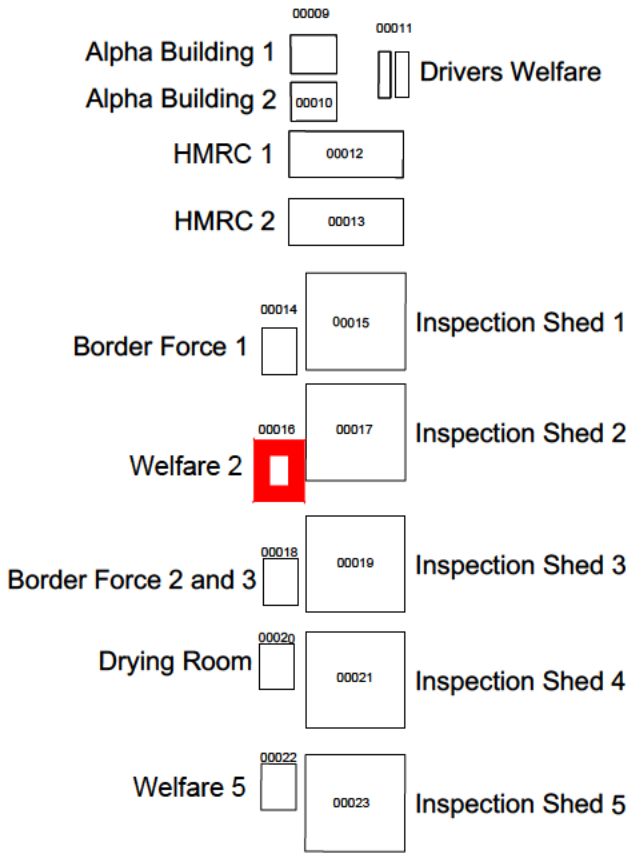 00009
00011
Alpha Building 1
Drivers Welfare
Alpha Building 2
00010
HMRC 1
00012
HMRC 2
00013
00014
00015
Inspection Shed 1
Border Force 1
00016
00017
Inspection Shed 2
Welfare 2
00018
00019
Inspection Shed 3
Border Force 2 and 3
00020
Drying Room
00021
Inspection Shed 4
00022
Welfare 5
00023
Inspection Shed 5